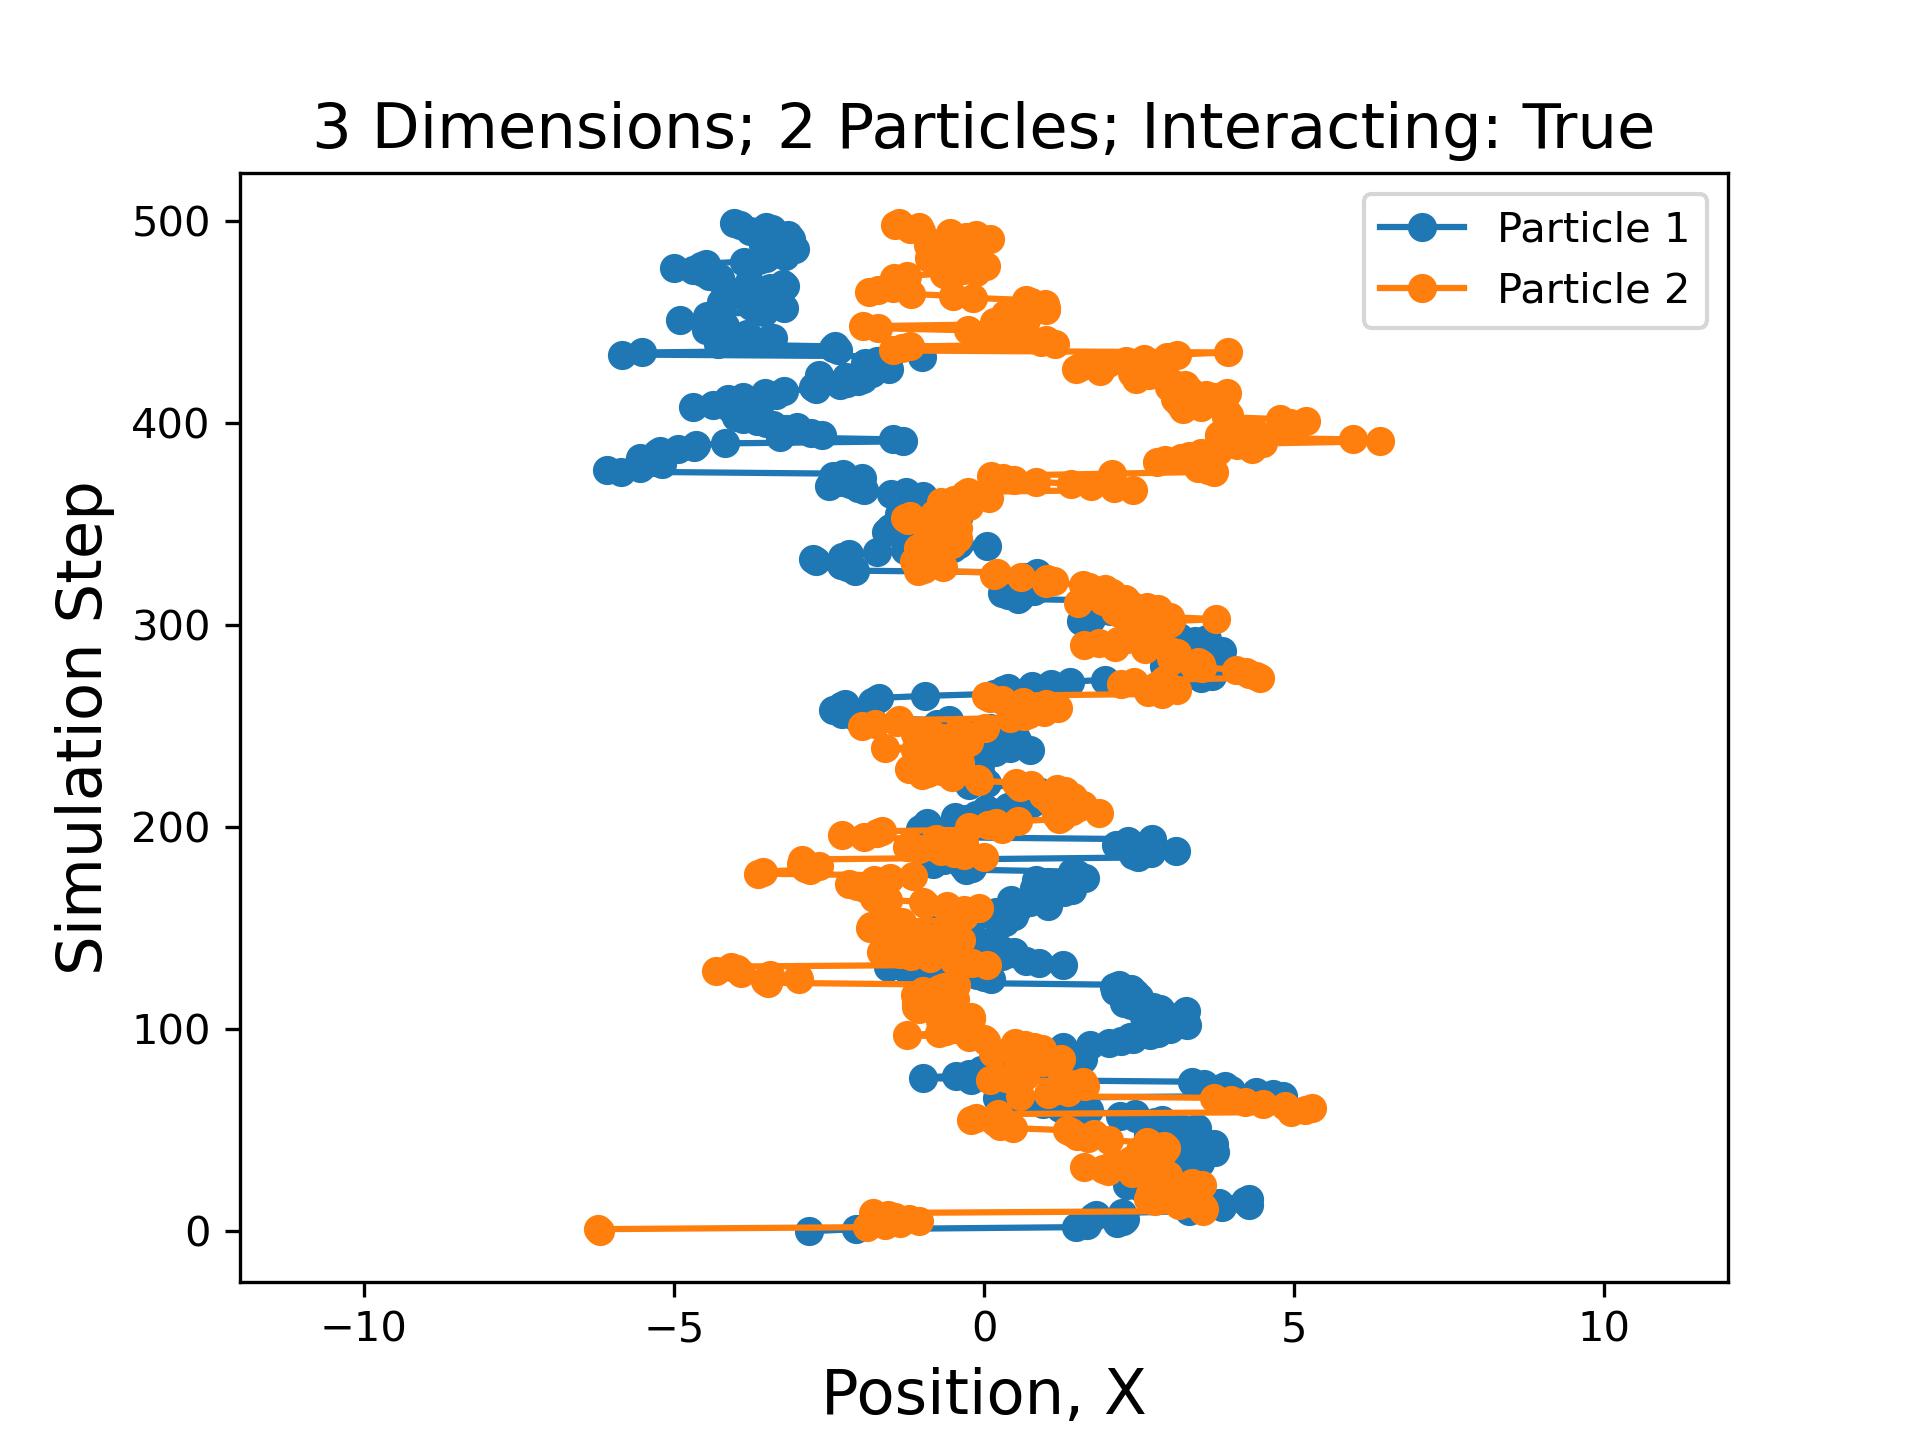 3 Dimensions; 2 Particles; Interacting: True
Particle 1
Particle 2
Simulation Step
500
400
300
200
100
0
−10
−5
0
5
10
Position, X